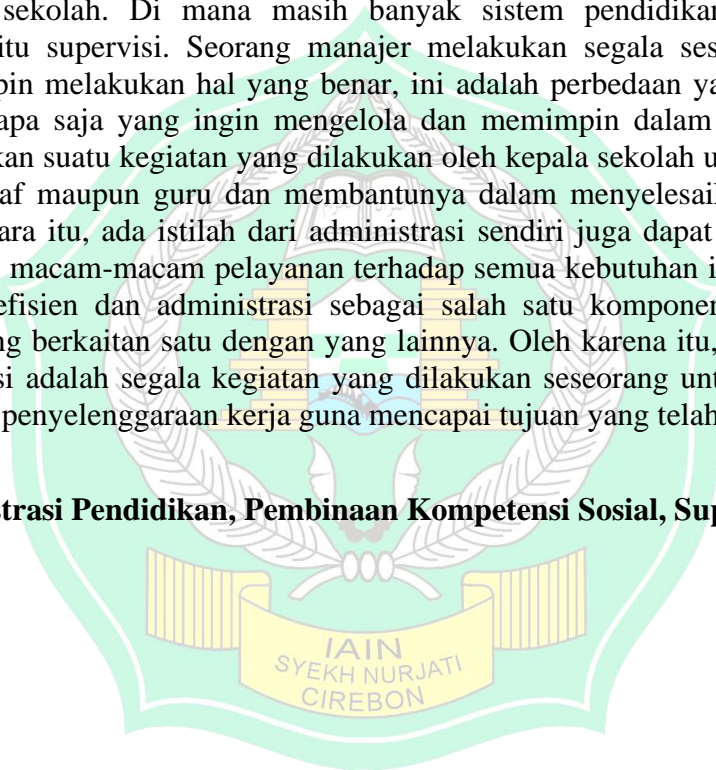 sekolah. Di mana masih banyak sistem pendidikan
itu supervisi. Seorang manajer melakukan segala ses
pin melakukan hal yang benar, ini adalah perbedaan ya
apa saja yang ingin mengelola dan memimpin dalam
kan suatu kegiatan yang dilakukan oleh kepala sekolah u
af maupun guru dan membantunya dalam menyelesaik
ara itu, ada istilah dari administrasi sendiri juga dapat
macam-macam pelayanan terhadap semua kebutuhan i
efisien dan administrasi sebagai salah satu komponen
ng berkaitan satu dengan yang lainnya. Oleh karena itu,
si adalah segala kegiatan yang dilakukan seseorang unt
penyelenggaraan kerja guna mencapai tujuan yang telah
strasi Pendidikan, Pembinaan Kompetensi Sosial, Sup
IAIN
SYEKH NURJATI
CIREBON